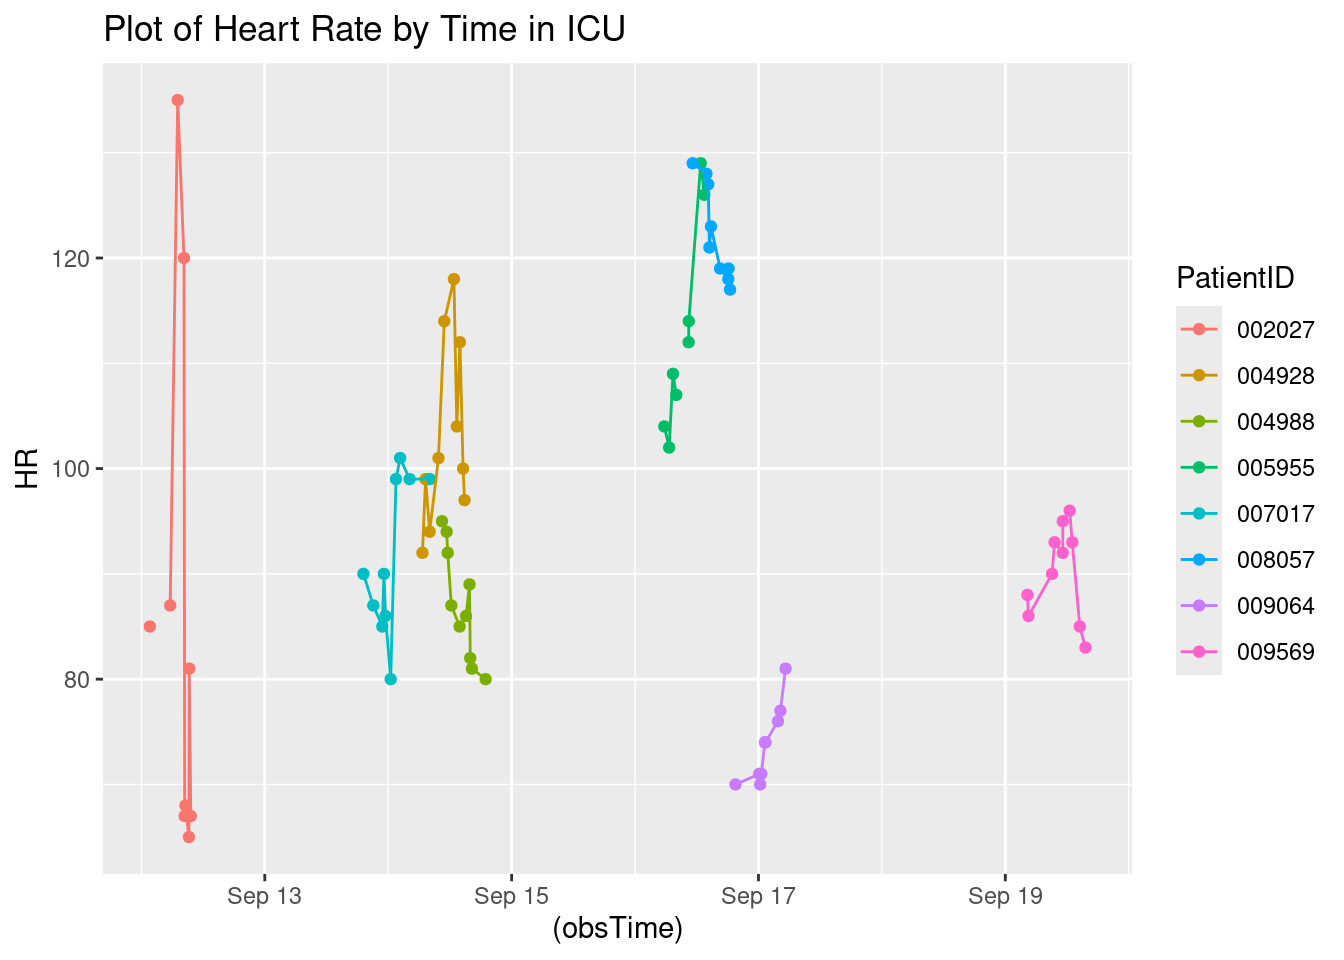 Plot of Heart Rate by Time in ICU
HR
120
100
80
Sep 13
Sep 15
Sep 17
Sep 19
(obsTime)
PatientID
002027
004928
004988
005955
007017
008057
009064
009569